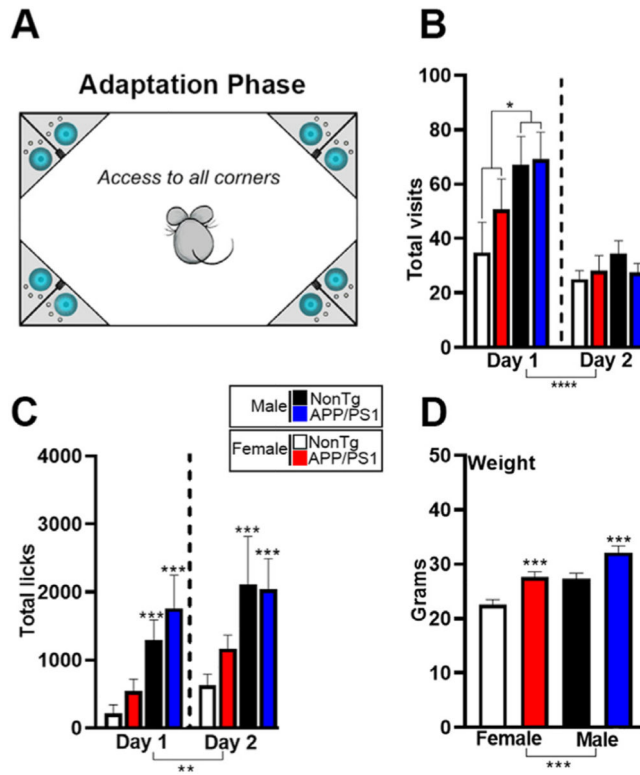 A
Adaptation Phase
Access to all corners
B
Total visits
100
80
60
40
20
0
*
Day 1
Day 2
****
C
Male
NonTg
APP/PS1
Female
NonTg
APP/PS1
Total licks
4000
3000
2000
1000
0
***
***
***
***
Day 1
Day 2
**
D
Weight
Grams
50
40
30
20
10
0
***
***
Female
Male
***